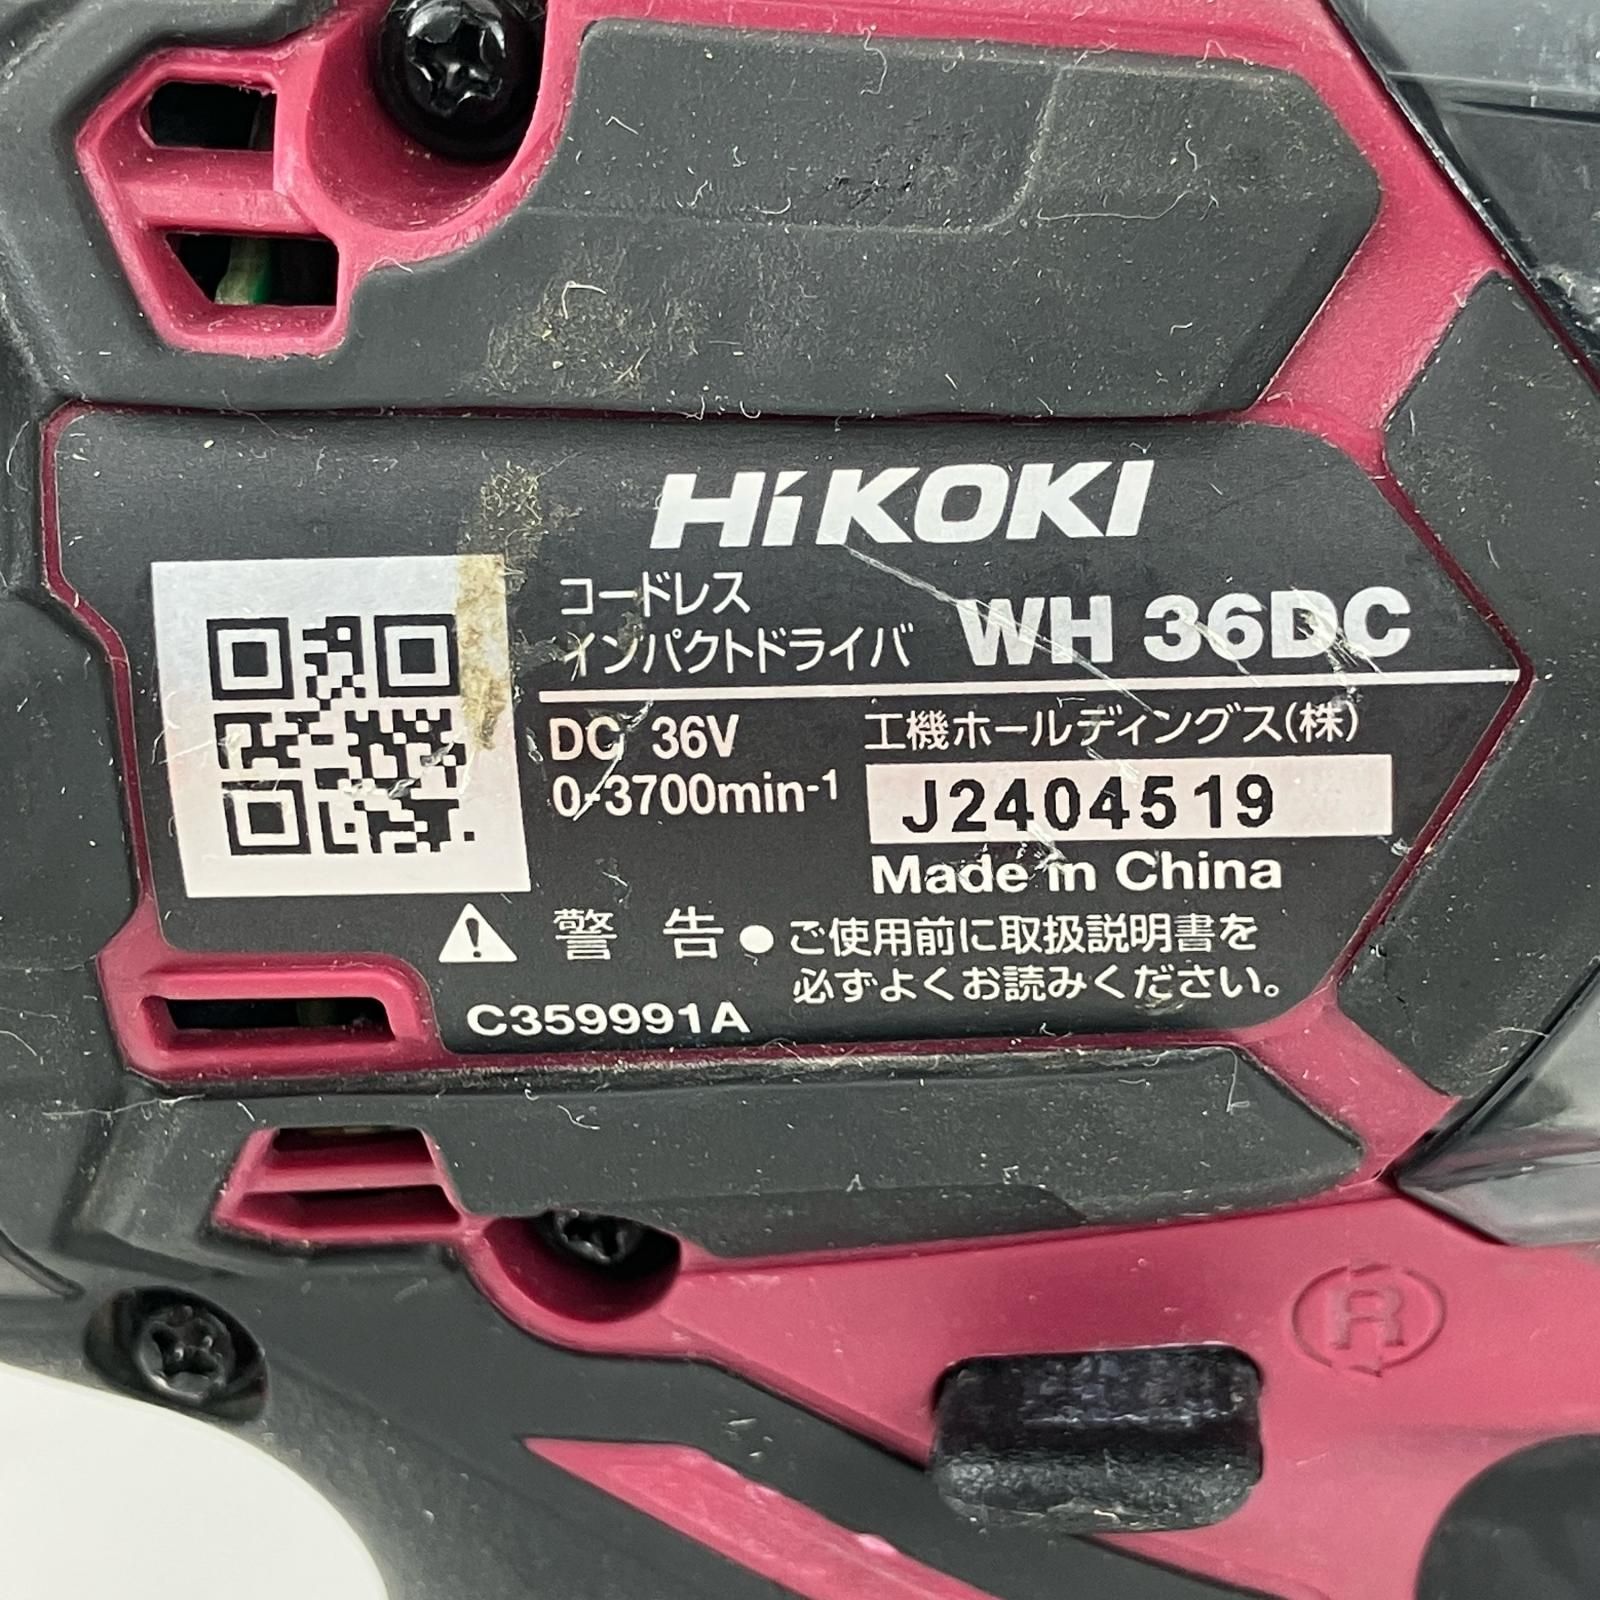 HiKOKI
コードレス
インパクトドライバ WH 36DC
DC 36V
0-3700min-1
工機ホールディングス(株)
J2404519
Made in China
警告 ●ご使用前に取扱説明書を
必ずよくお読みください。
C359991A
R